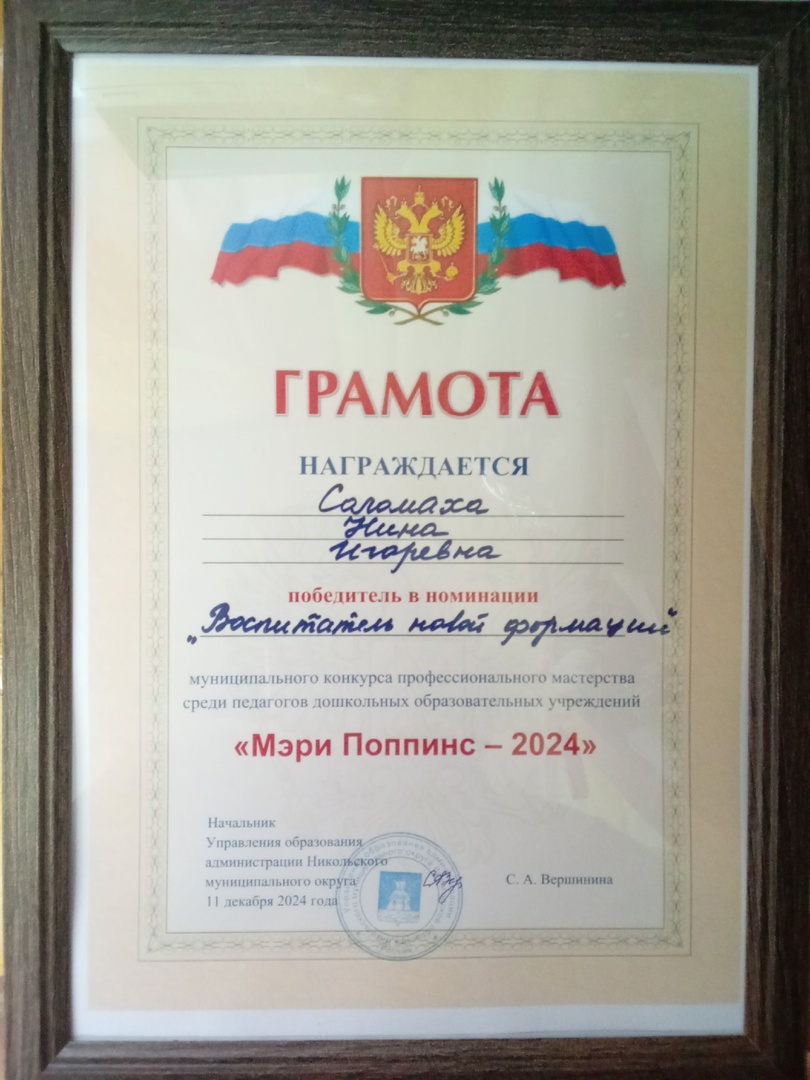 ГРАМОТА
НАГРАЖДАЕТСЯ
Саломаха
Нина
Игоревна
победитель в номинации
„Воспитатель новой формации"
муниципального конкурса профессионального мастерства
среди педагогов дошкольных образовательных учреждений
«Мэри Поппинс – 2024»
Начальник
Управления образования
администрации Никольского
муниципального округа
С. А. Вершинина
11 декабря 2024 года